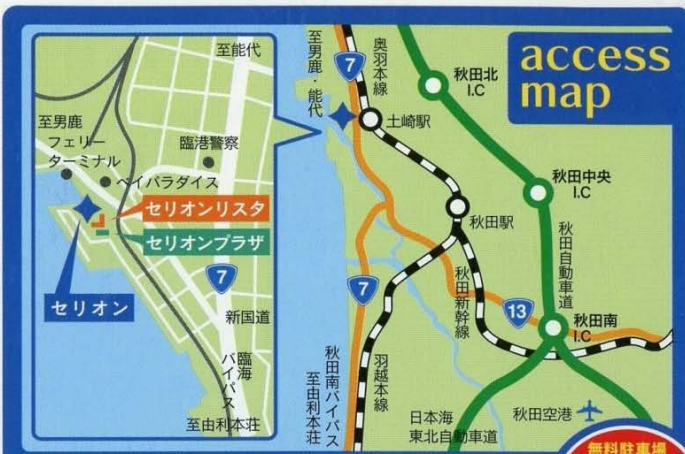 access
map
至能代
至男鹿
フェリー
ターミナル
臨港警察
ベイパラダイス
セリオンリスタ
セリオンプラザ
セリオン
7
新国道
臨海
バイパス
至由利本荘
至男鹿・能代
7
奥羽本線
土崎駅
秋田北
I.C
秋田中央
I.C
秋田駅
秋田自動車道
7
秋田新幹線
13
秋田南
I.C
羽越本線
秋田南バイパス
至由利本荘
日本海
東北自動車道
秋田空港
無料駐車場